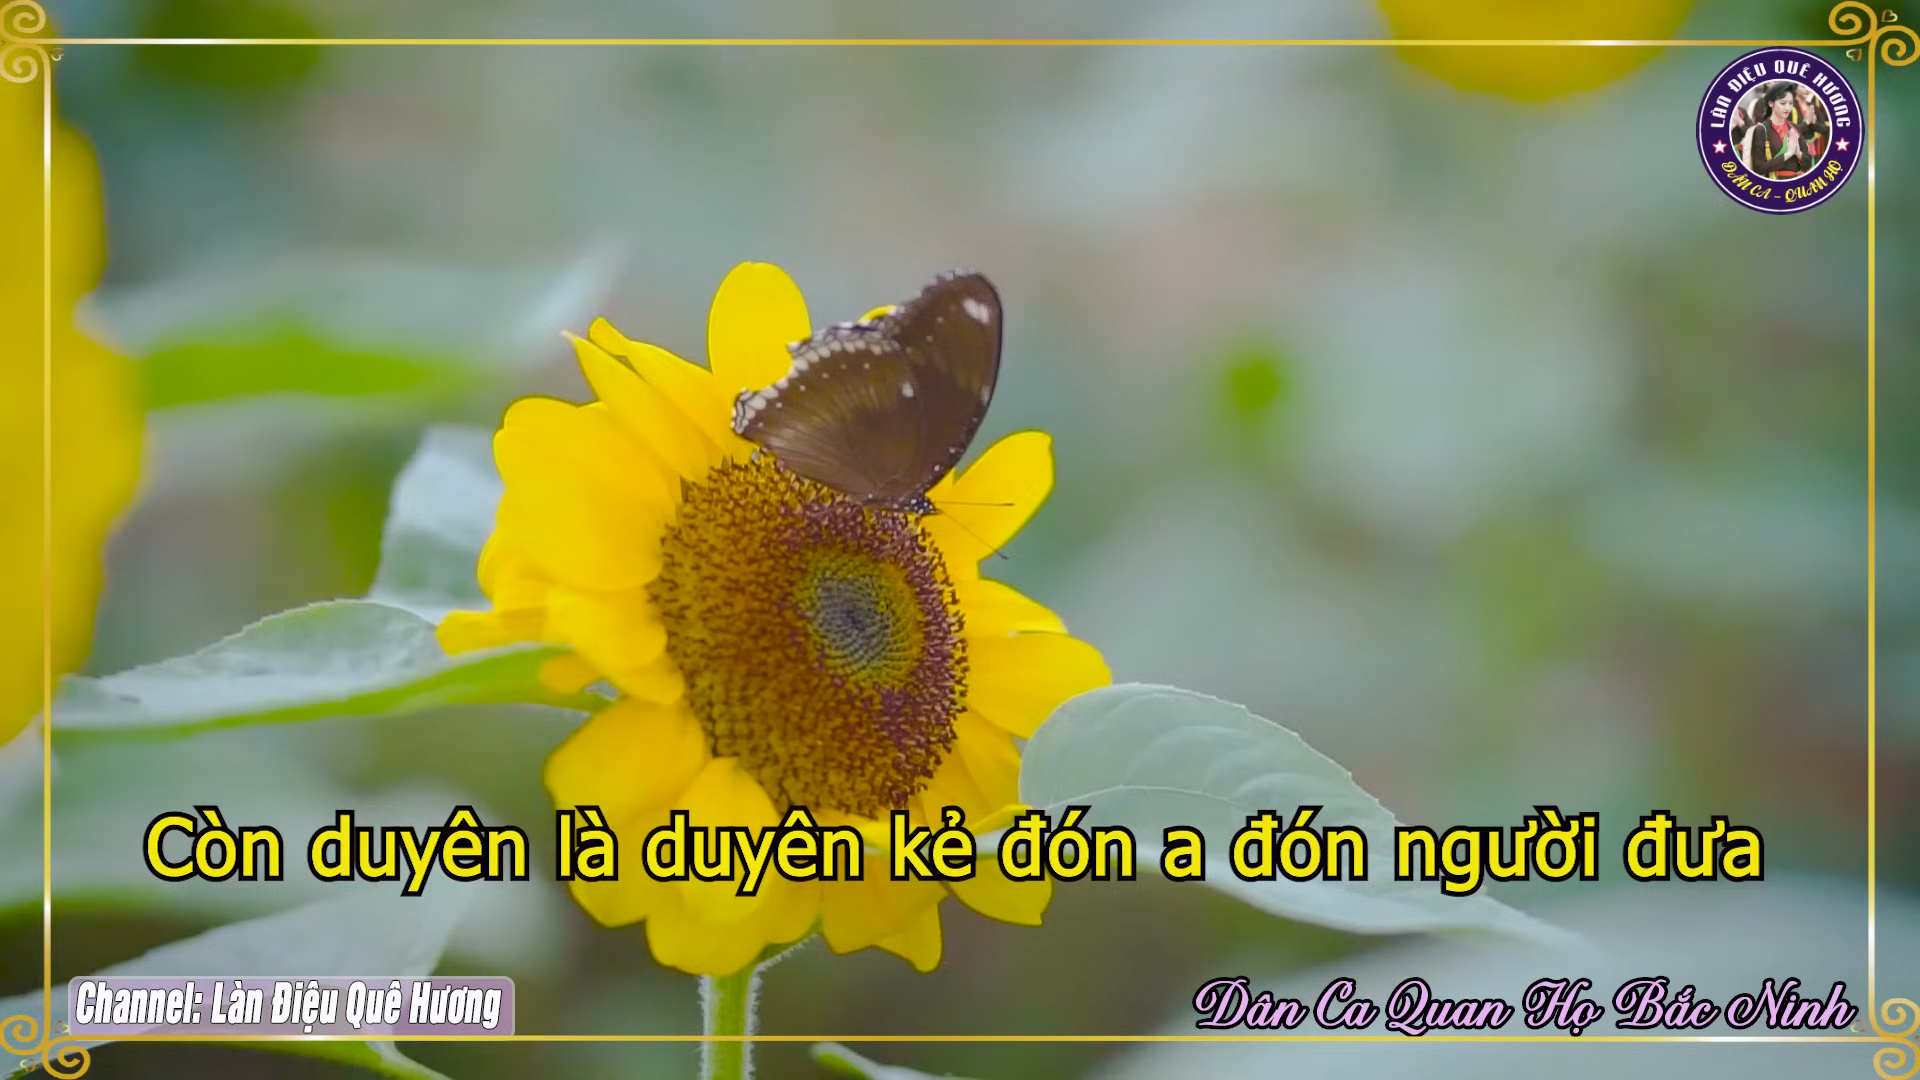 LÀN ĐIỆU QUÊ HƯƠNG
DÂN CA - QUAN HỌ
Còn duyên là duyên kẻ đón a đón người đưa
Channel: Làn Điệu Quê Hương
Dân Ca Quan Họ Bắc Ninh